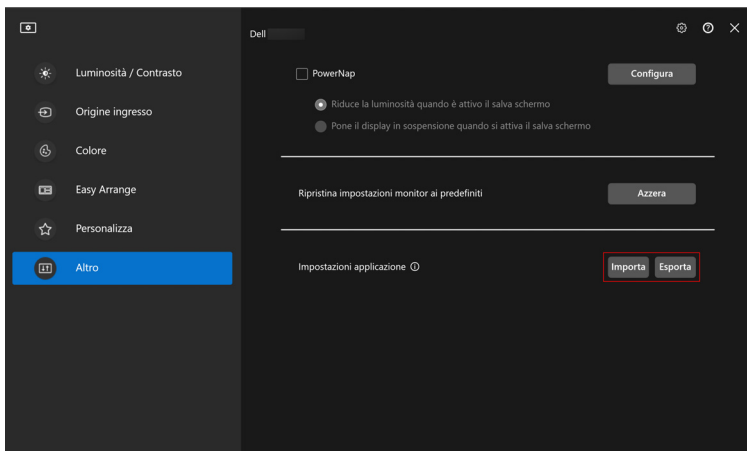 Dell
Luminosità / Contrasto
Origine ingresso
Colore
Easy Arrange
Personalizza
Altro
PowerNap
Configura
Riduce la luminosità quando é attivo il salva schermo
Pone il display in sospensione quando si attiva il salva schermo
Ripristina impostazioni monitor ai predefiniti
Azzera
Impostazioni applicazione
Importa
Esporta